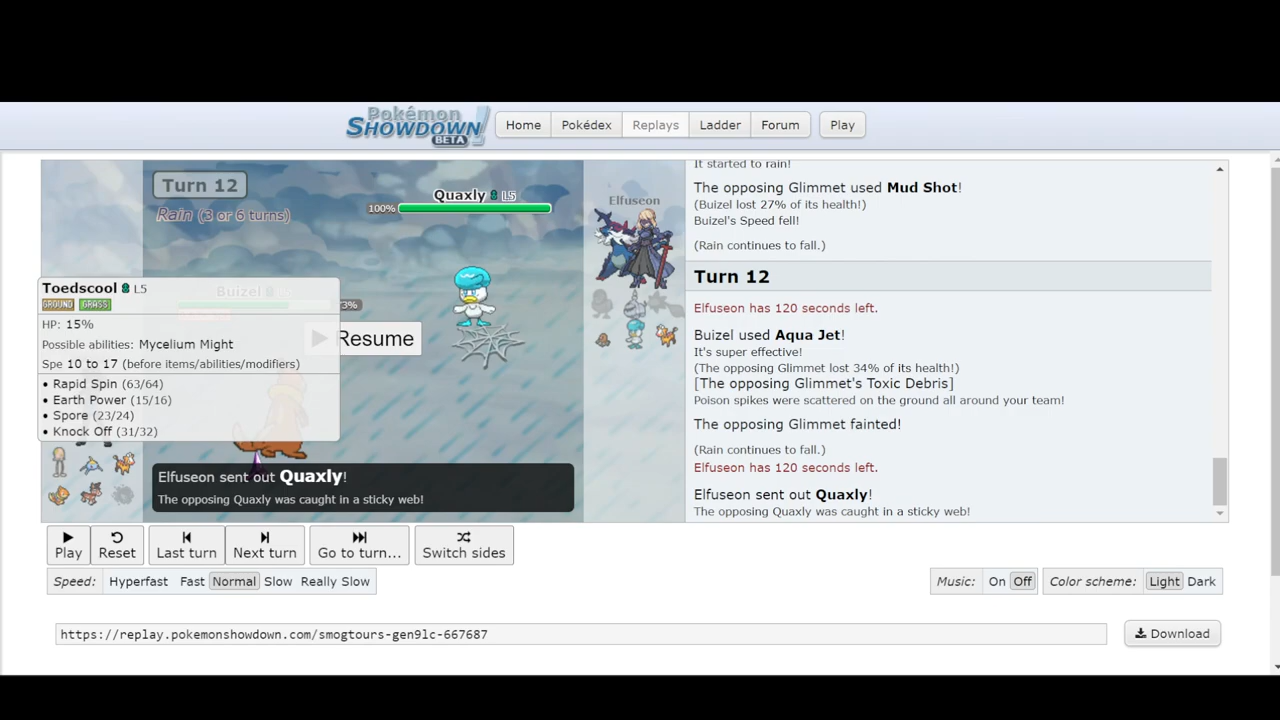 Pokémon
SHOWDOWN!
BETA
Home
Pokédex
Replays
Ladder
Forum
Play
Turn 12
Rain (3 or 6 turns)
Quaxly L5
100%
Elfuseon
Toedscool L5
GROUND GRASS
HP: 15%
Possible abilities: Mycelium Might
Spe 10 to 17 (before items/abilities/modifiers)
• Rapid Spin (63/64)
• Earth Power (15/16)
• Spore (23/24)
• Knock Off (31/32)
Buizel
73%
Resume
Elfuseon sent out Quaxly!
The opposing Quaxly was caught in a sticky web!
It started to rain!
The opposing Glimmet used Mud Shot!
(Buizel lost 27% of its health!)
Buizel's Speed fell!
(Rain continues to fall.)
Turn 12
Elfuseon has 120 seconds left.
Buizel used Aqua Jet!
It's super effective!
(The opposing Glimmet lost 34% of its health!)
[The opposing Glimmet's Toxic Debris]
Poison spikes were scattered on the ground all around your team!
The opposing Glimmet fainted!
(Rain continues to fall.)
Elfuseon has 120 seconds left.
Elfuseon sent out Quaxly!
The opposing Quaxly was caught in a sticky web!
Play
Reset
Last turn
Next turn
Go to turn...
Switch sides
Speed: Hyperfast Fast Normal Slow Really Slow
Music: On Off
Color scheme: Light Dark
https://replay.pokemonshowdown.com/smogtours-gen9lc-667687
Download